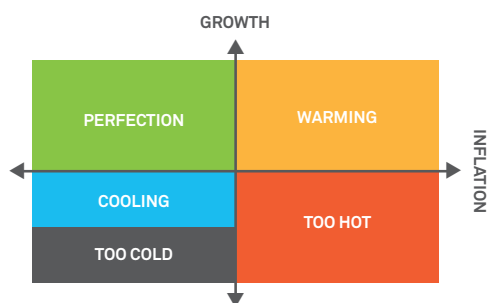 GROWTH
PERFECTION
WARMING
INFLATION
COOLING
TOO HOT
TOO COLD